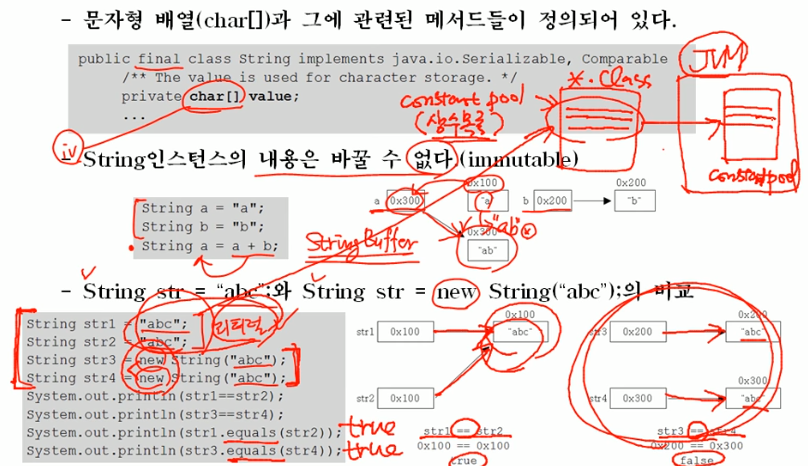 - 문자형 배열(char[])과 그에 관련된 메서드들이 정의되어 있다.
JVM
public final class String implements java.io.Serializable, Comparable
/** The value is used for character storage. */
private char[] value;
...
*.class
constant pool
(상수목록)
constant pool
iv
- String인스턴스의 내용은 바꿀 수 없다(immutable)
String a = "a";
String b = "b";
String a = a + b;
a 0x300
0x100
"a"
b 0x200
0x200
"b"
"ab"
0x300
"ab"
StringBuffer
- String str = “abc”;와 String str = new String(“abc”);의 비교
String str1 = "abc";
리터럴
String str2 = "abc";
String str3 = new String("abc");
String str4 = new String("abc");
System.out.println(str1==str2);
System.out.println(str3==str4);
System.out.println(str1.equals(str2)); true
System.out.println(str3.equals(str4)); true
str1 0x100
0x100
"abc"
str2 0x100
str1 == str2
0x100 == 0x100
true
str3 0x200
0x200
"abc"
str4 0x300
0x300
"abc"
str3 == str4
0x200 == 0x300
false